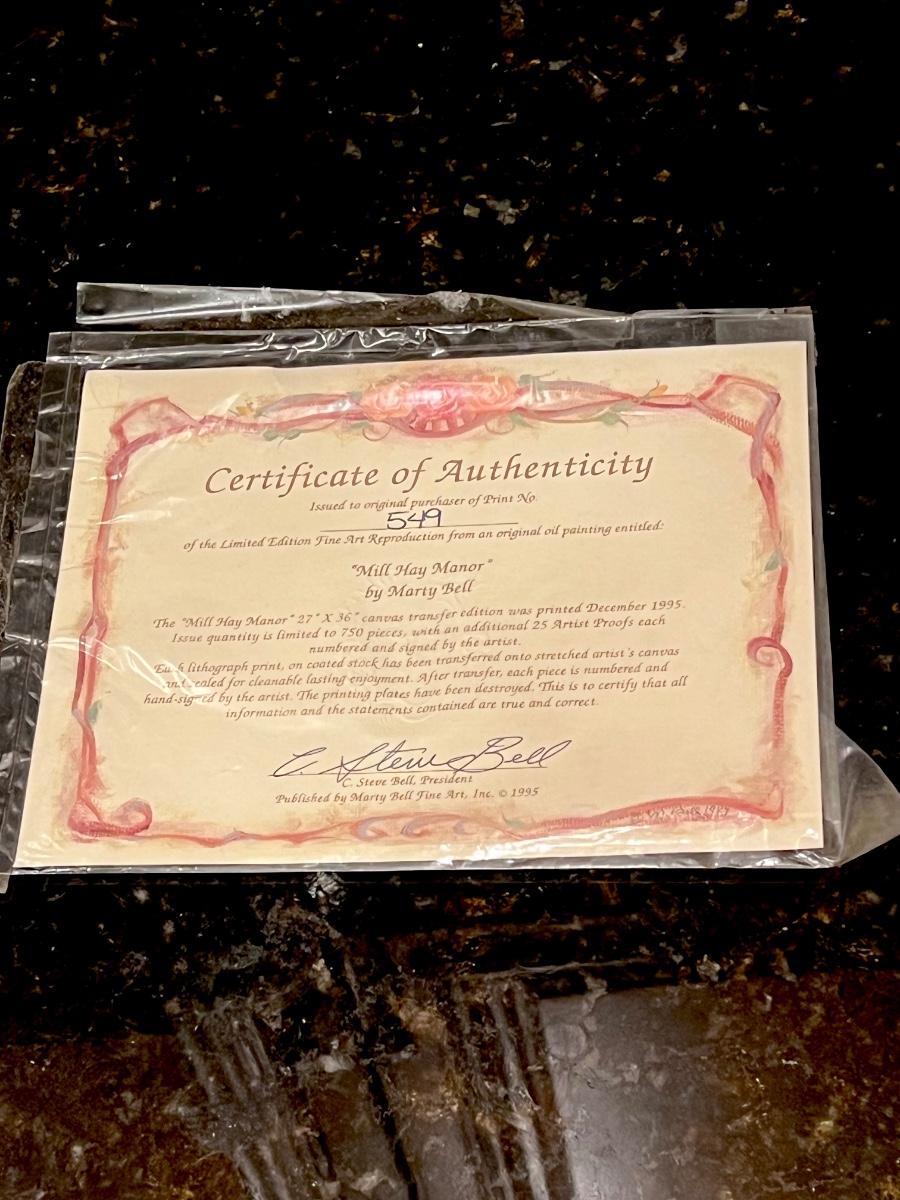 Certificate of Authenticity
Issued to original purchaser of Print No.
549
of the Limited Edition Fine Art Reproduction from an original oil painting entitled:
"Mill Hay Manor"
by Marty Bell
The "Mill Hay Manor" 27" X 36" canvas transfer edition was printed December 1995.
Issue quantity is limited to 750 pieces, with an additional 25 Artist Proofs each
numbered and signed by the artist.
Each lithograph print, on coated stock has been transferred onto stretched artist's canvas
and sealed for cleanable lasting enjoyment. After transfer, each piece is numbered and
hand-signed by the artist. The printing plates have been destroyed. This is to certify that all
information and the statements contained are true and correct.
C. Steve Bell
C. Steve Bell, President
Published by Marty Bell Fine Art, Inc. © 1995